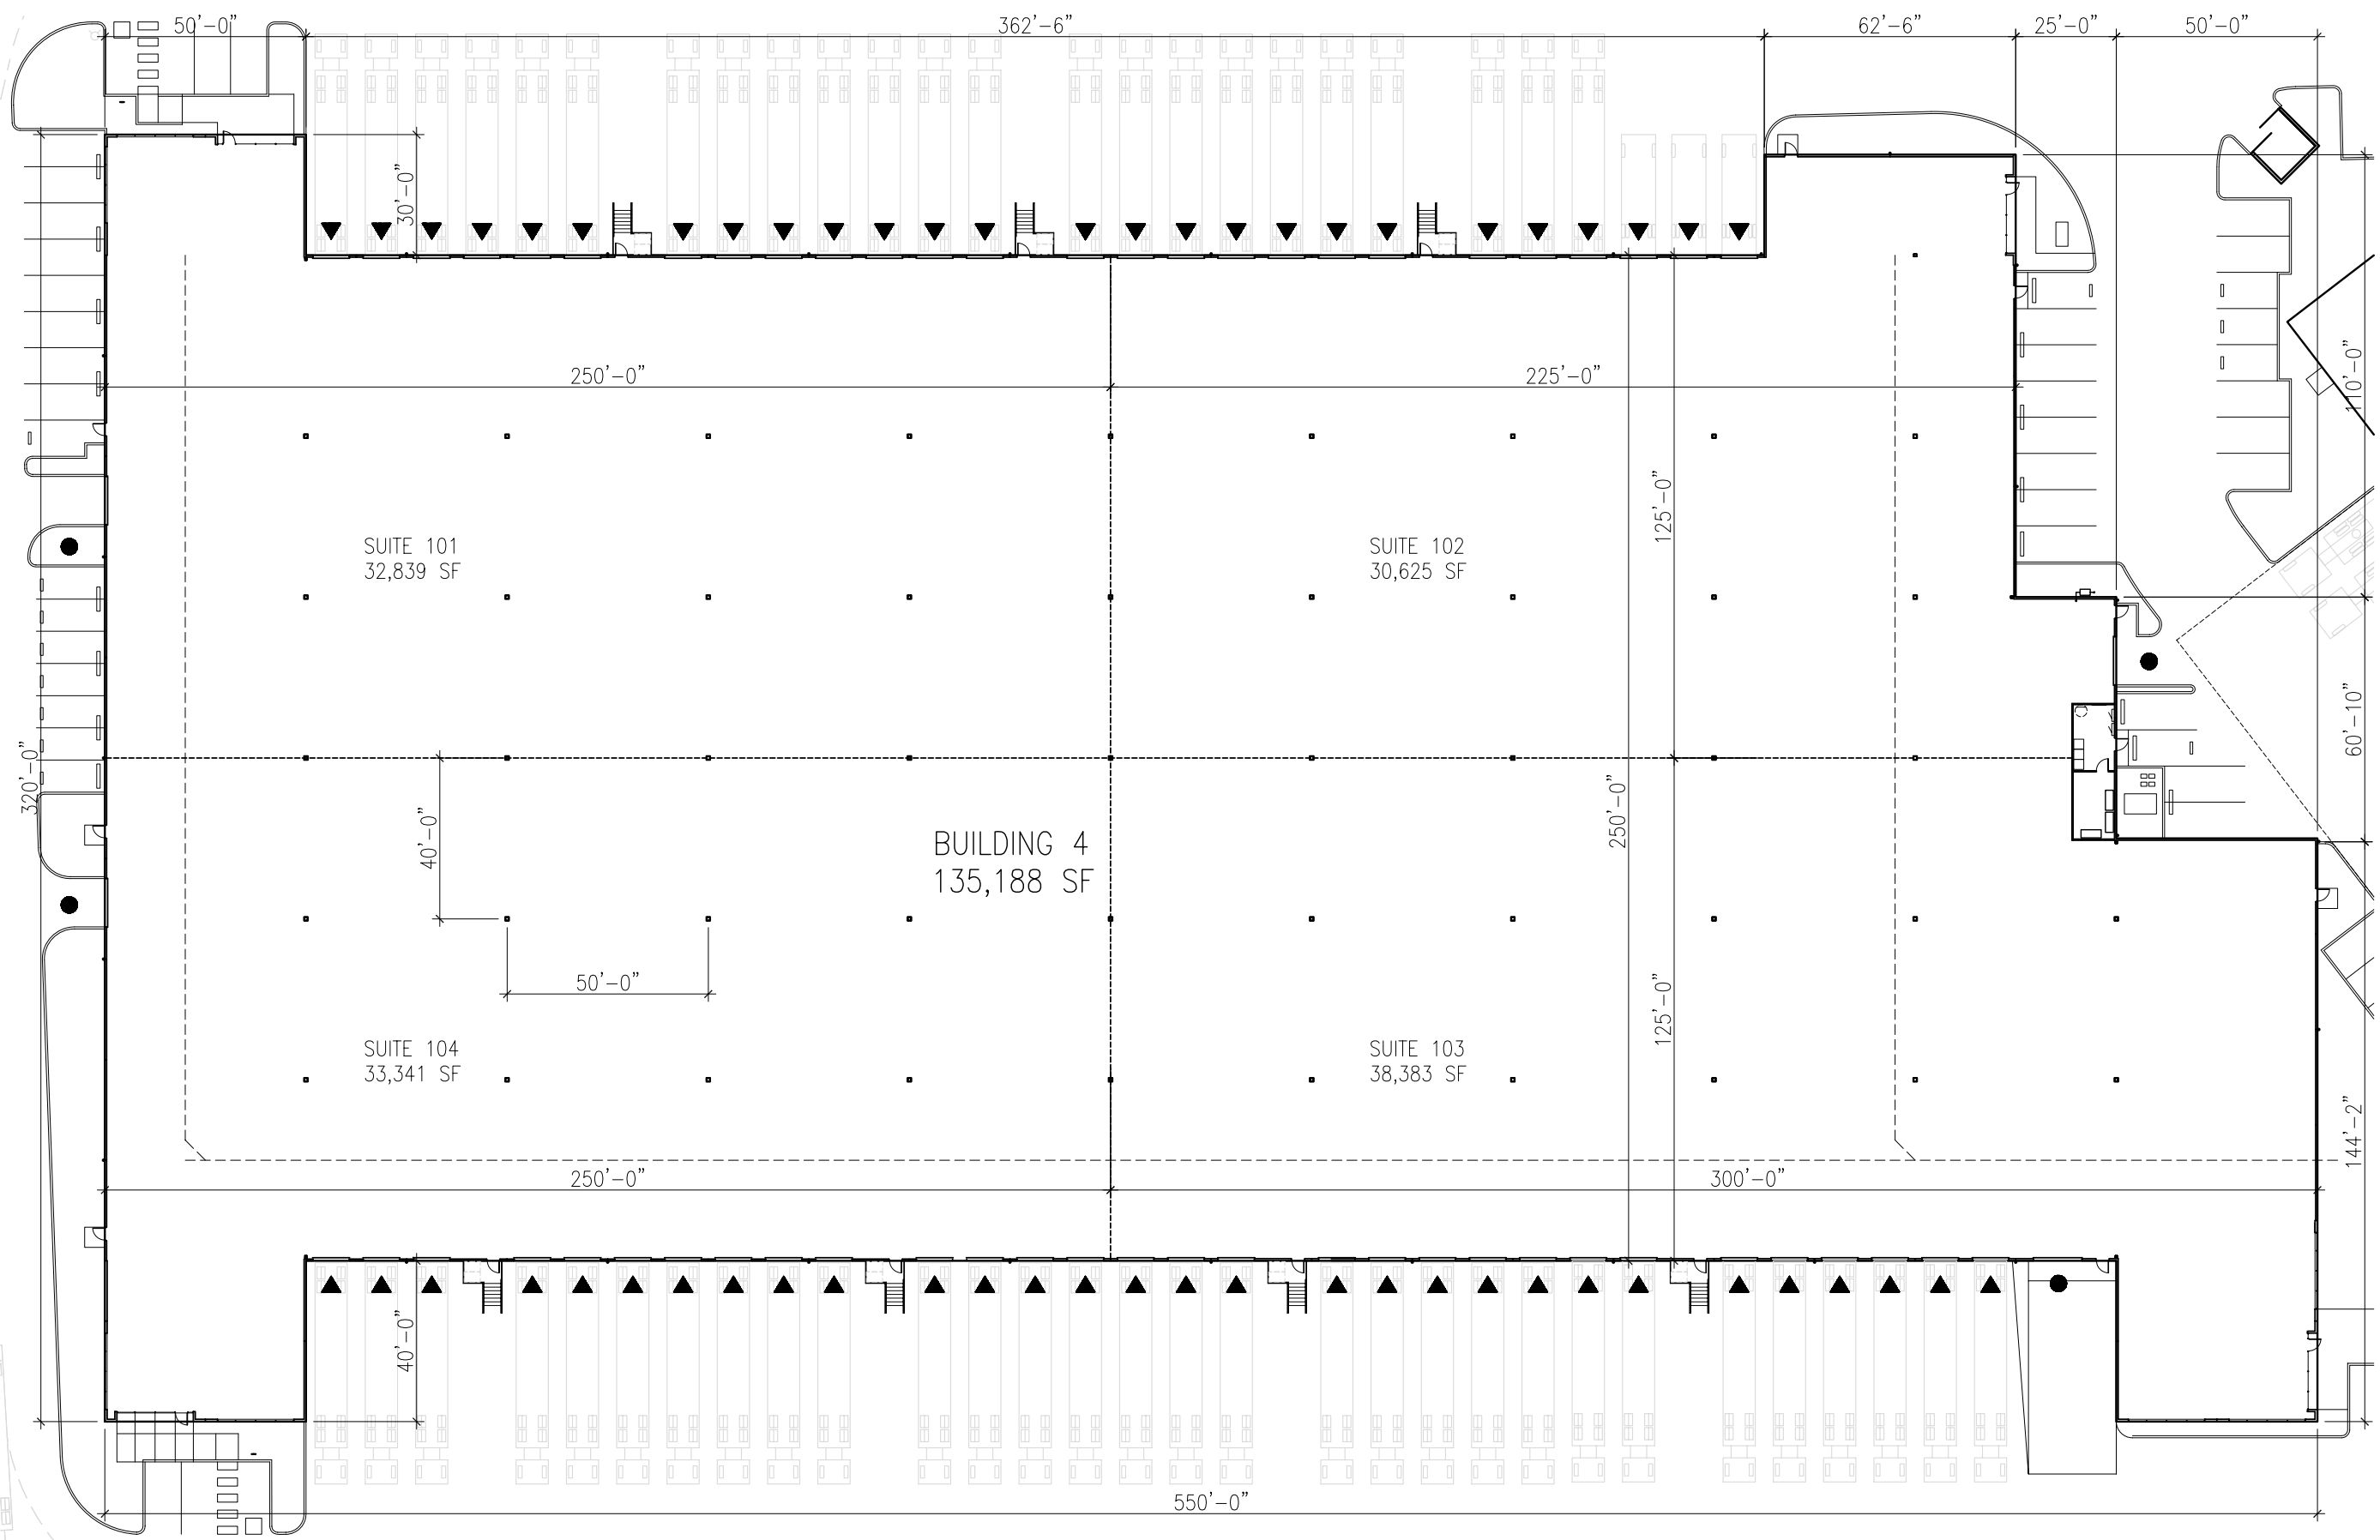 50'-0" 362'-6" 62'-6" 25'-0" 50'-0"
30'-0"
250'-0" 225'-0"
110'-0"
125'-0"
SUITE 101
32,839 SF
SUITE 102
30,625 SF
320'-0"
60'-10"
40'-0"
250'-0"
BUILDING 4
135,188 SF
50'-0"
125'-0"
SUITE 104
33,341 SF
SUITE 103
38,383 SF
144'-2"
250'-0" 300'-0"
40'-0"
550'-0"